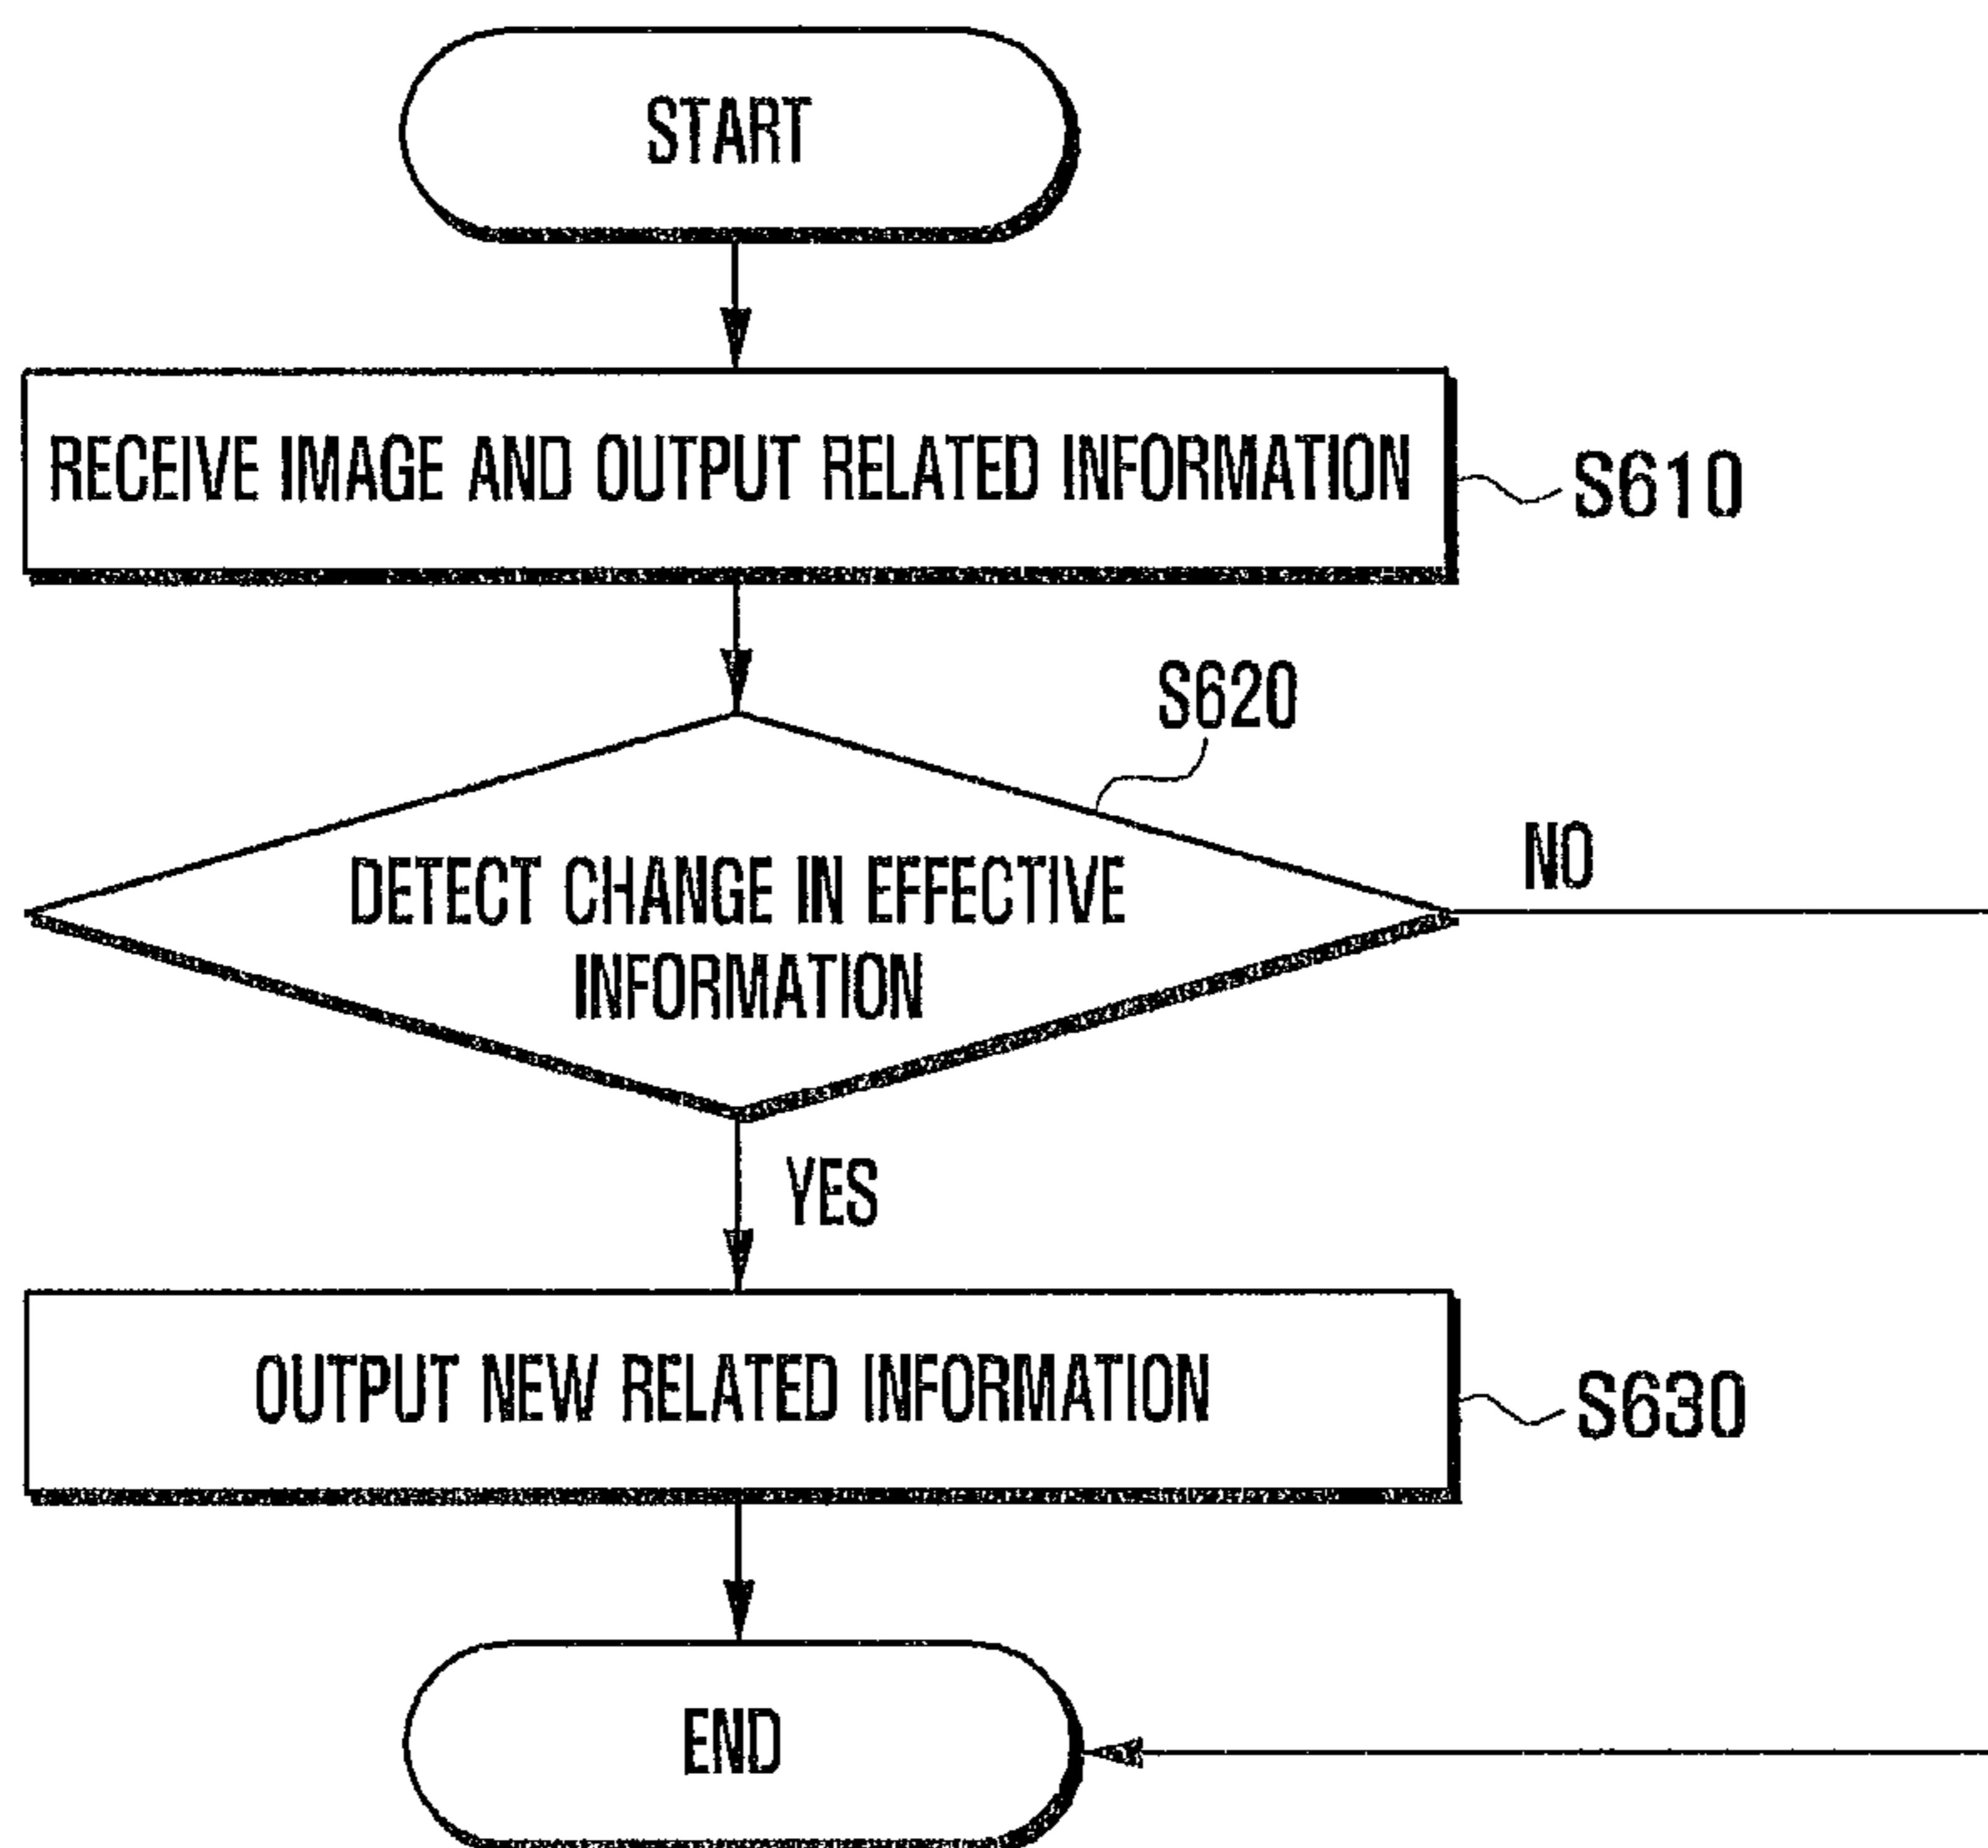 START
RECEIVE IMAGE AND OUTPUT RELATED INFORMATION
S610
S620
DETECT CHANGE IN EFFECTIVE
INFORMATION
NO
YES
OUTPUT NEW RELATED INFORMATION
S630
END